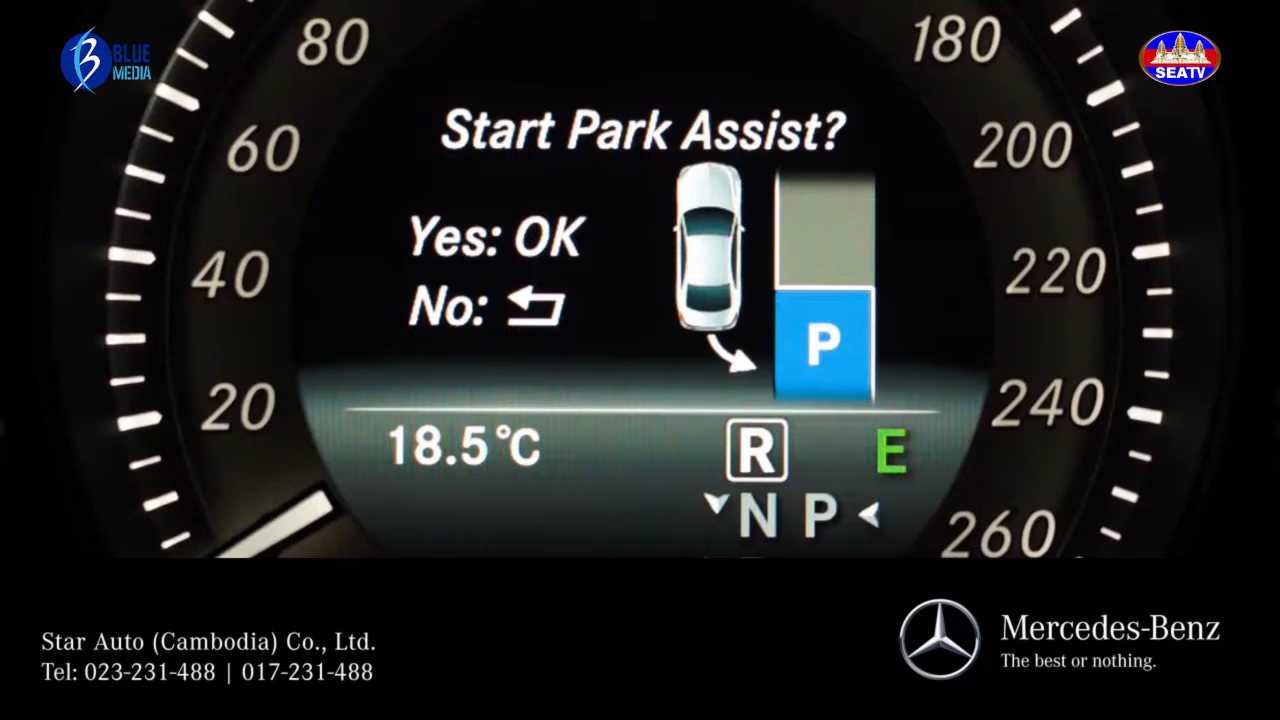 BLUE
MEDIA
SEATV
80
180
60
200
40
220
20
240
260
Start Park Assist?
Yes: OK
No:
P
18.5°C
R
E
N P
Star Auto (Cambodia) Co., Ltd.
Tel: 023-231-488 | 017-231-488
Mercedes-Benz
The best or nothing.